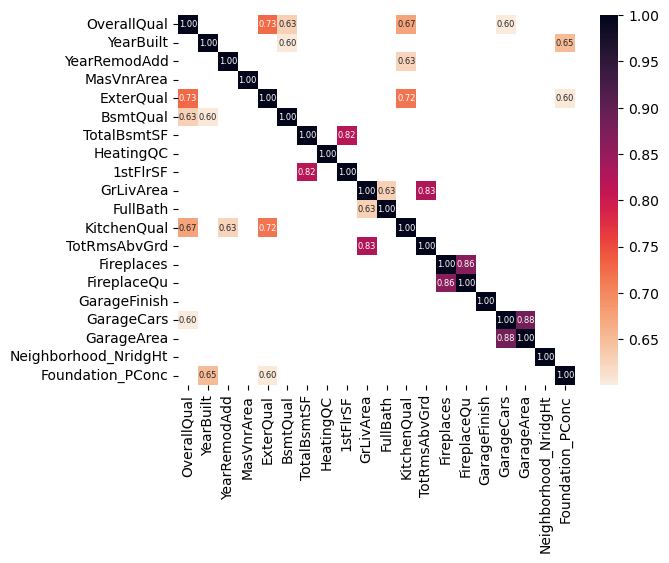 OverallQual 1.00 0.73 0.63 0.67 0.60
YearBuilt 1.00 0.60 0.65
YearRemodAdd 1.00 0.63
MasVnrArea 1.00
ExterQual 0.73 1.00 0.72 0.60
BsmtQual 0.63 0.60 1.00
TotalBsmtSF 1.00 0.82
HeatingQC 1.00
1stFlrSF 0.82 1.00
GrLivArea 1.00 0.63 0.83
FullBath 0.63 1.00
KitchenQual 0.67 0.63 0.72 1.00
TotRmsAbvGrd 0.83 1.00
Fireplaces 1.00 0.86
FireplaceQu 0.86 1.00
GarageFinish 1.00
GarageCars 0.60 1.00 0.88
GarageArea 0.88 1.00
Neighborhood_NridgHt 1.00
Foundation_PConc 0.65 0.60 1.00
OverallQual
YearBuilt
YearRemodAdd
MasVnrArea
ExterQual
BsmtQual
TotalBsmtSF
HeatingQC
1stFlrSF
GrLivArea
FullBath
KitchenQual
TotRmsAbvGrd
Fireplaces
FireplaceQu
GarageFinish
GarageCars
GarageArea
Neighborhood_NridgHt
Foundation_PConc
1.00
0.95
0.90
0.85
0.80
0.75
0.70
0.65